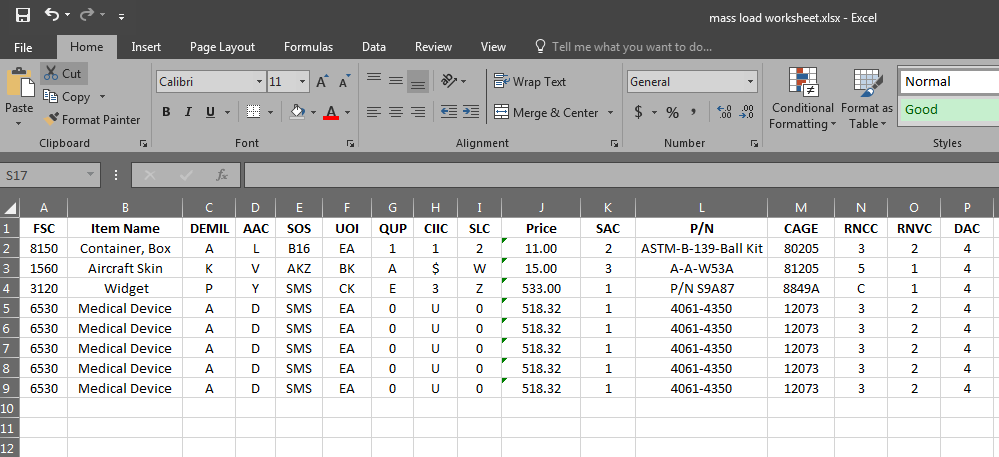 mass load worksheet.xlsx - Excel
File Home Insert Page Layout Formulas Data Review View Tell me what you want to do...
Cut Calibri 11 A A Wrap Text General Normal
Paste Copy Conditional Format as
Format Painter B I U A Merge & Center $ % , .0 .00 .00 .0 Formatting Table Good
Clipboard Font Alignment Number Styles
S17 fx
A B C D E F G H I J K L M N O P
1 FSC Item Name DEMIL AAC SOS UOI QUP CIIC SLC Price SAC P/N CAGE RNCC RNVC DAC
2 8150 Container, Box A L B16 EA 1 1 2 11.00 2 ASTM-B-139-Ball Kit 80205 3 2 4
3 1560 Aircraft Skin K V AKZ BK A $ W 15.00 3 A-A-W53A 81205 5 1 4
4 3120 Widget P Y SMS CK E 3 Z 533.00 1 P/N S9A87 8849A C 1 4
5 6530 Medical Device A D SMS EA 0 U 0 518.32 1 4061-4350 12073 3 2 4
6 6530 Medical Device A D SMS EA 0 U 0 518.32 1 4061-4350 12073 3 2 4
7 6530 Medical Device A D SMS EA 0 U 0 518.32 1 4061-4350 12073 3 2 4
8 6530 Medical Device A D SMS EA 0 U 0 518.32 1 4061-4350 12073 3 2 4
9 6530 Medical Device A D SMS EA 0 U 0 518.32 1 4061-4350 12073 3 2 4
10
11
12